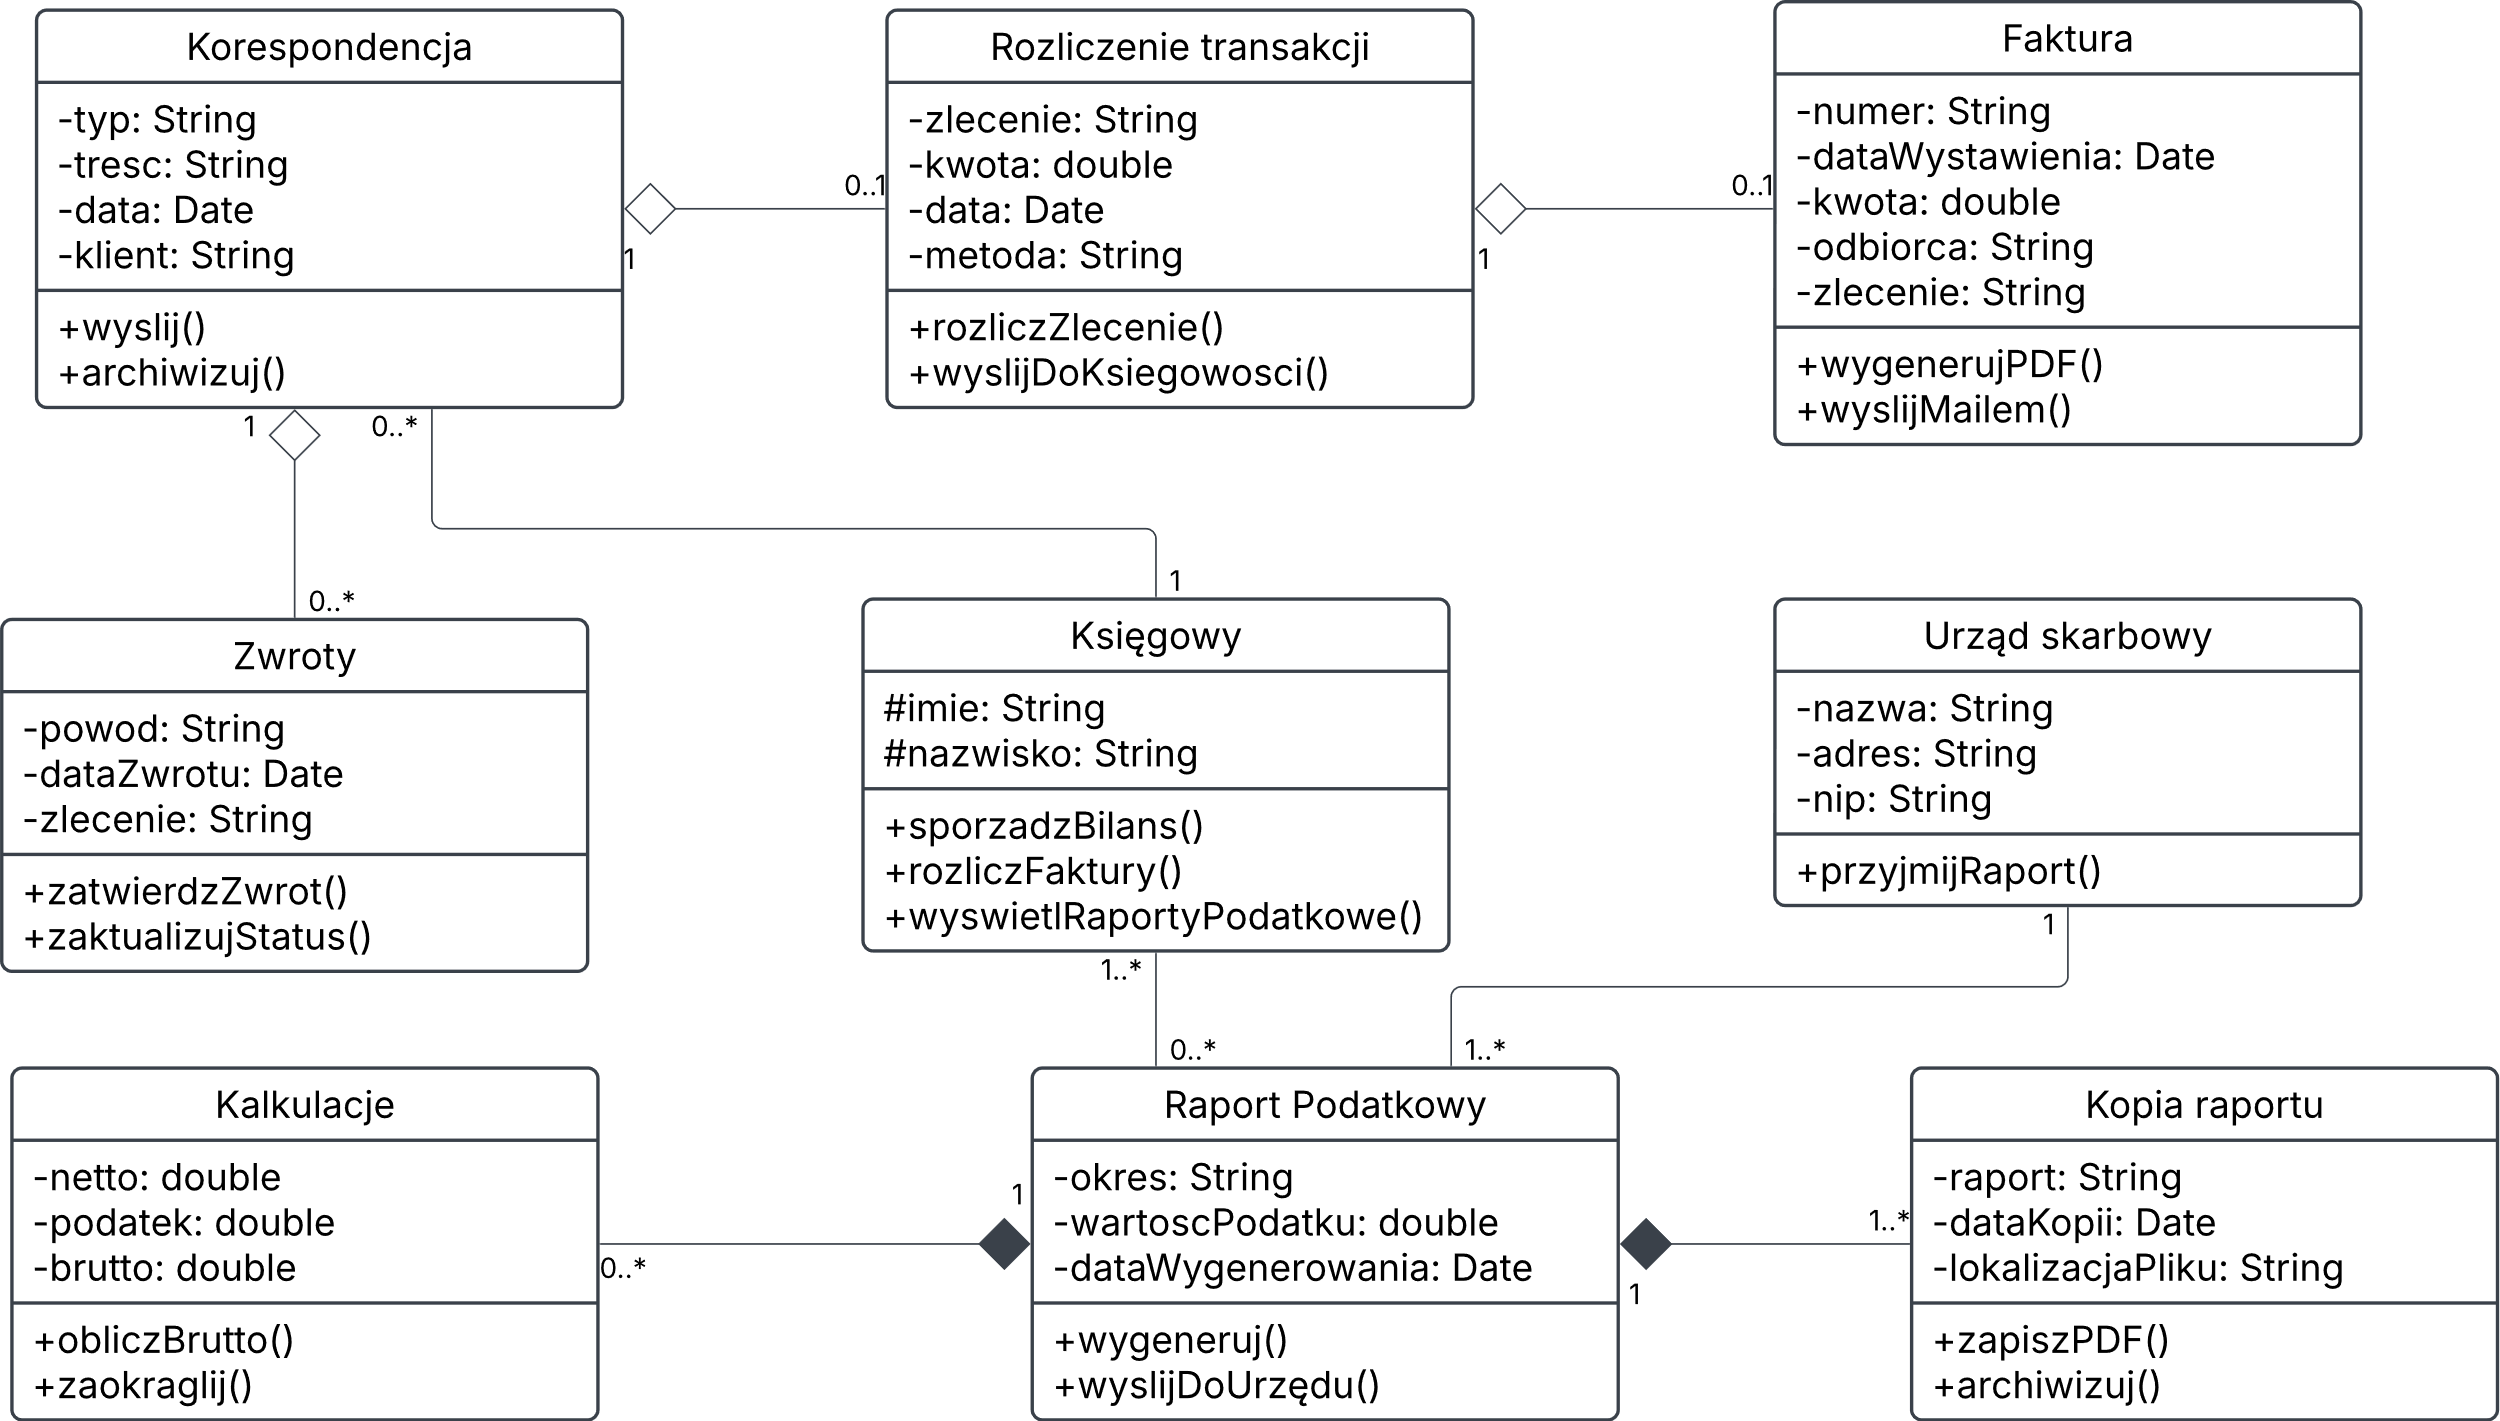 Korespondencja
-typ: String
-tresc: String
-data: Date
-klient: String
+wyslij()
+archiwizuj()
1
0..1
Rozliczenie transakcji
-zlecenie: String
-kwota: double
-data: Date
-metoda: String
+rozliczZlecenie()
+wyslijDoKsiegowosci()
1
0..1
Faktura
-numer: String
-dataWystawienia: Date
-kwota: double
-odbiorca: String
-zlecenie: String
+wygenerujPDF()
+wyslijMailem()
1
0..*
0..*
1
Zwroty
-powod: String
-dataZwrotu: Date
-zlecenie: String
+zatwierdzZwrot()
+zaktualizujStatus()
Księgowy
#imie: String
#nazwisko: String
+sporzadzBilans()
+rozliczFaktury()
+wyswietlRaportyPodatkowe()
Urząd skarbowy
-nazwa: String
-adres: String
-nip: String
+przyjmijRaport()
1..*
0..*
1
1..*
Kalkulacje
-netto: double
-podatek: double
-brutto: double
+obliczBrutto()
+zaokraglij()
0..*
1
Raport Podatkowy
-okres: String
-wartoscPodatku: double
-dataWygenerowania: Date
+wygeneruj()
+wyslijDoUrzędu()
1
1..*
Kopia raportu
-raport: String
-dataKopii: Date
-lokalizacjaPliku: String
+zapiszPDF()
+archiwizuj()